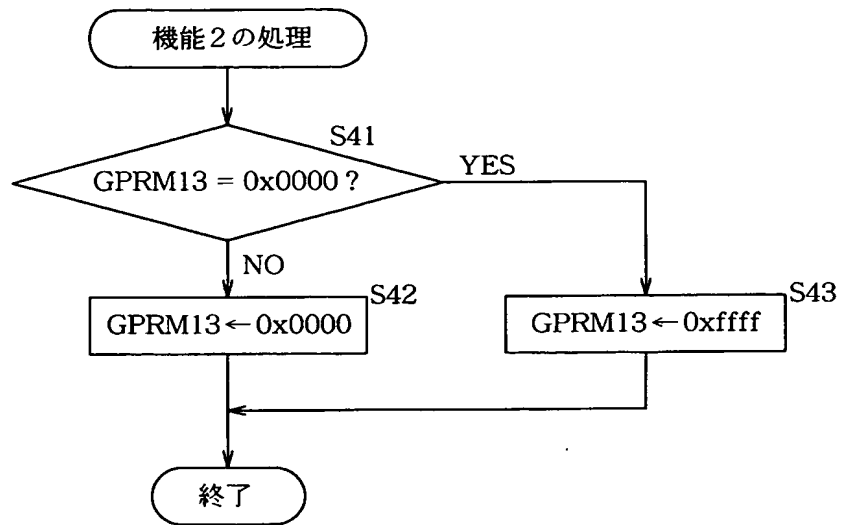 機能2の処理
S41
GPRM13 = 0x0000?
YES
NO
S42
GPRM13←0x0000
S43
GPRM13←0xffff
終了